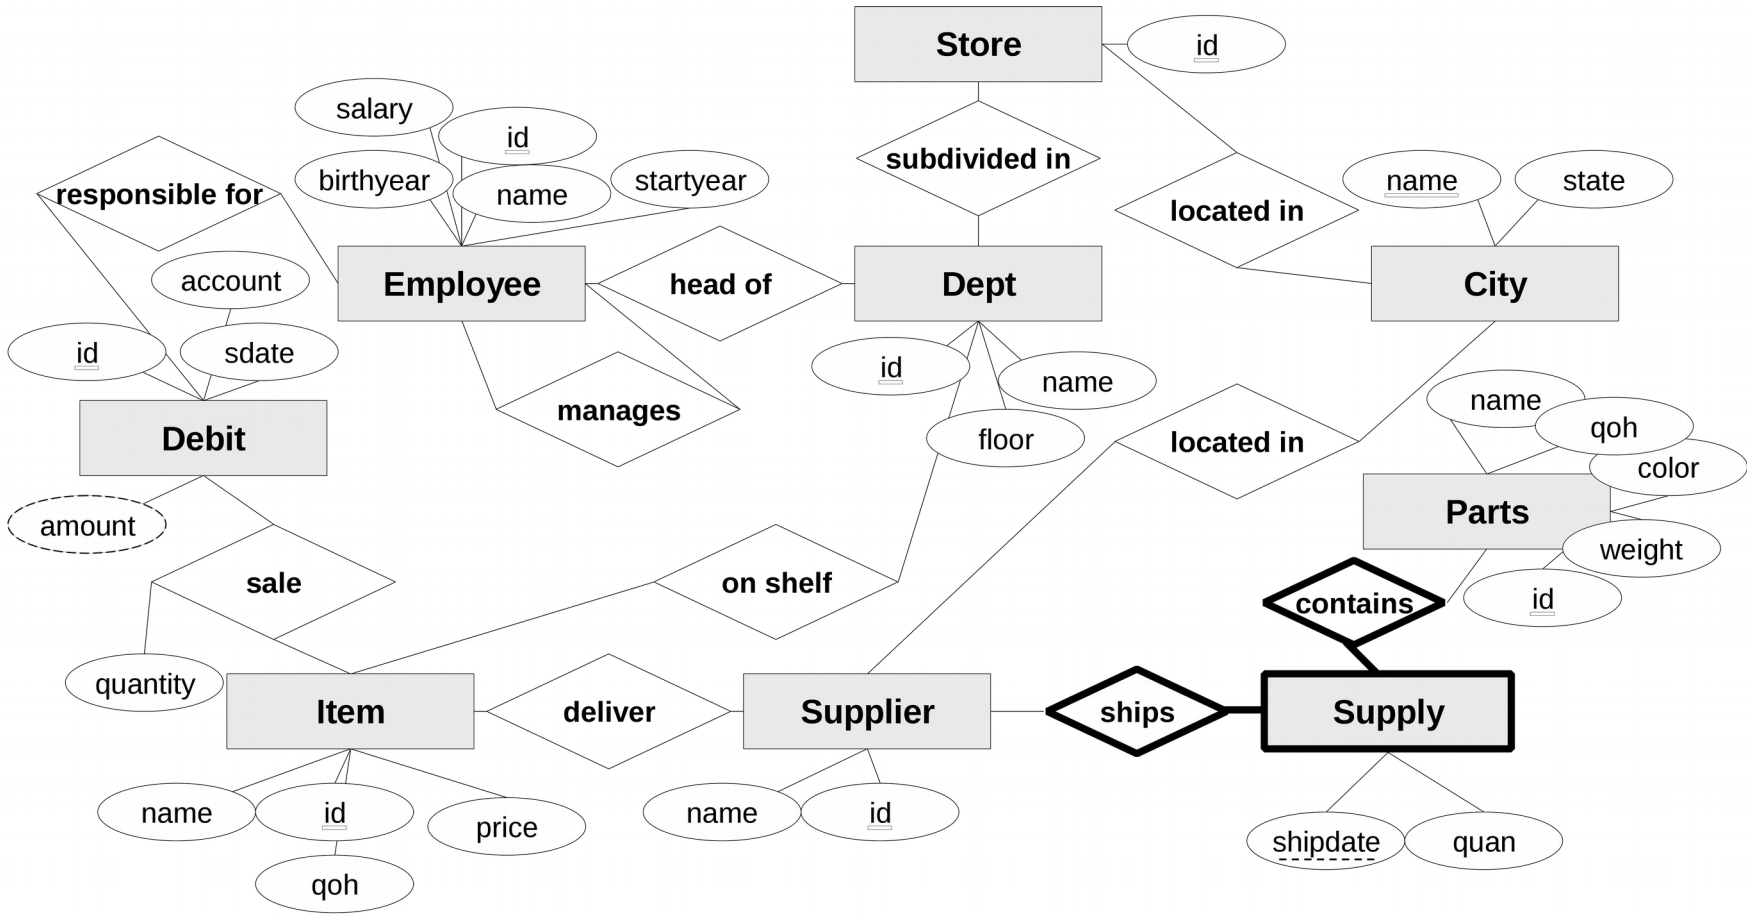 Store
id
salary
id
responsible for
birthyear
name
startyear
subdivided in
located in
name
state
account
Employee
head of
Dept
City
id
sdate
manages
id
name
floor
located in
name
qoh
color
Debit
Parts
amount
weight
sale
on shelf
contains
id
quantity
Item
deliver
Supplier
ships
Supply
name
id
price
name
id
shipdate
quan
qoh